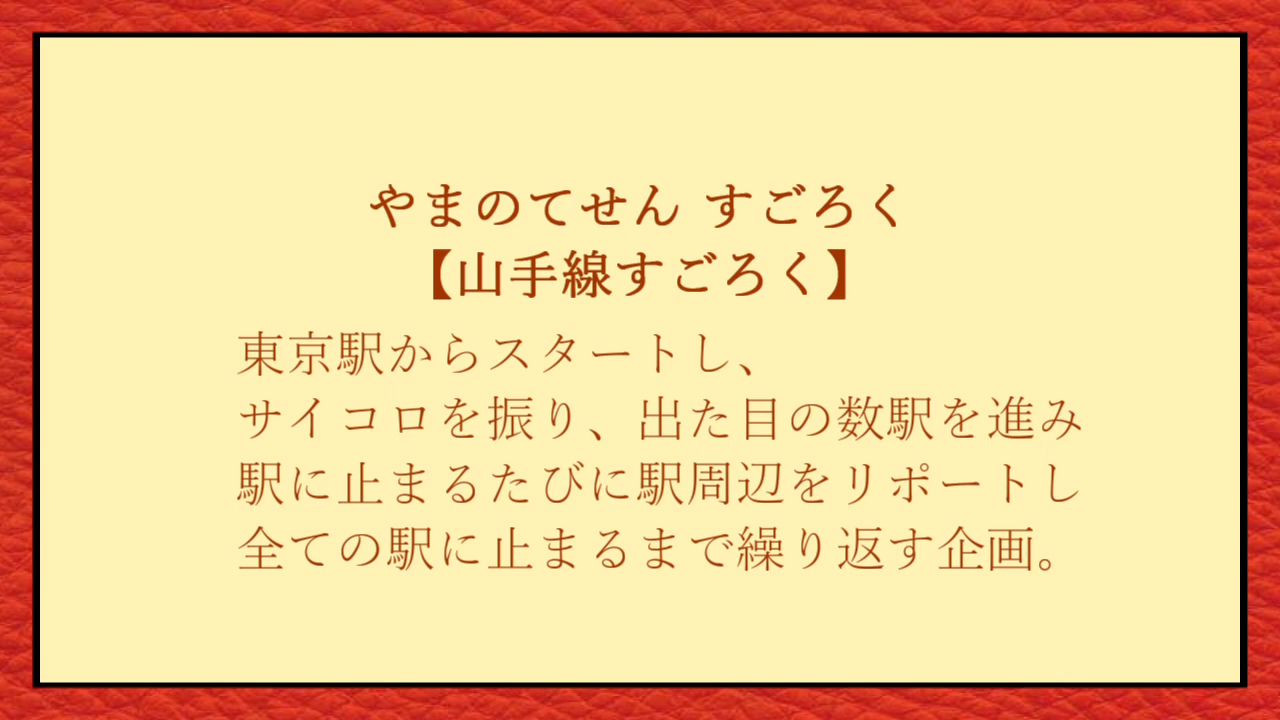 やまのてせん すごろく
【山手線すごろく】
東京駅からスタートし、
サイコロを振り、出た目の数駅を進み
駅に止まるたびに駅周辺をリポートし
全ての駅に止まるまで繰り返す企画。